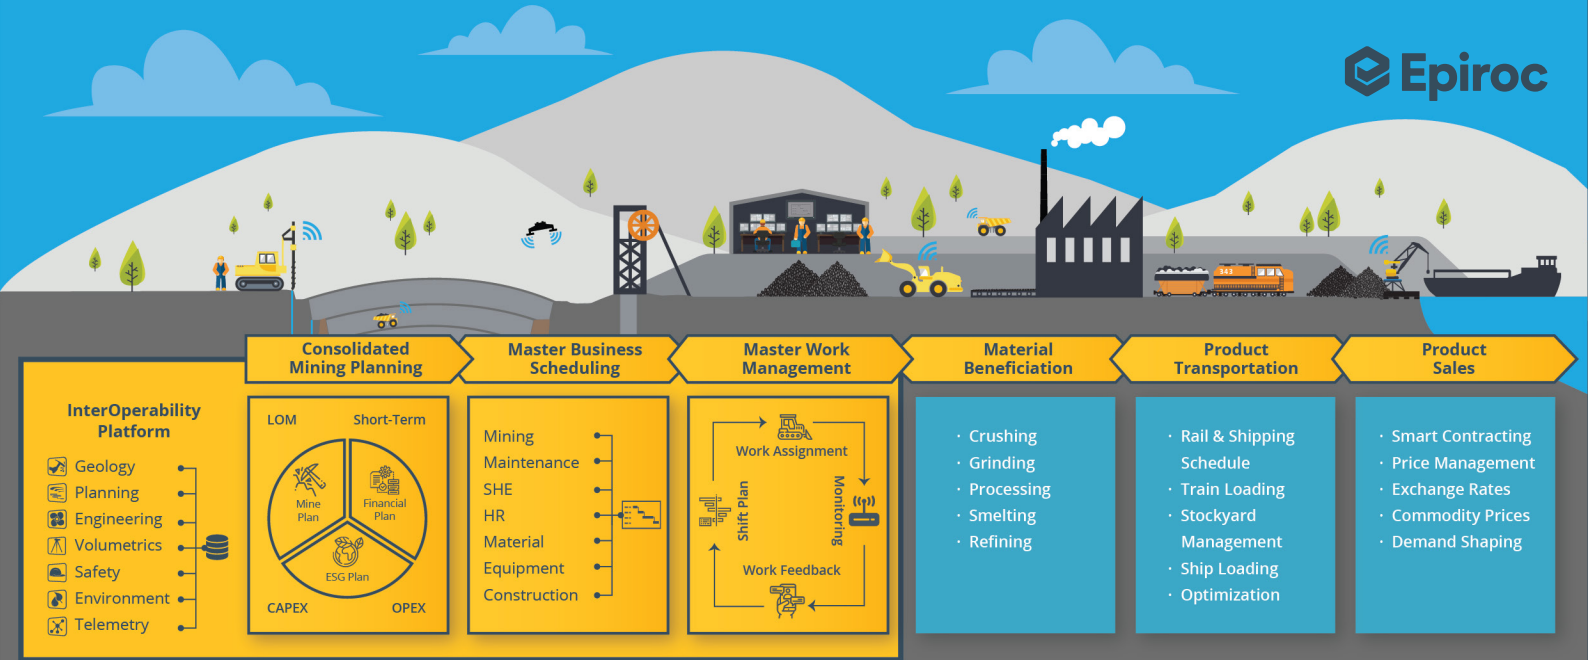 Epiroc
343
Consolidated
Mining Planning
Master Business
Scheduling
Master Work
Management
Material
Beneficiation
Product
Transportation
Product
Sales
InterOperability
Platform
Geology
Planning
Engineering
Volumetrics
Safety
Environment
Telemetry
LOM
Short-Term
Mine
Plan
Financial
Plan
ESG Plan
CAPEX
OPEX
Mining
Maintenance
SHE
HR
Material
Equipment
Construction
Work Assignment
Shift Plan
Monitoring
Work Feedback
· Crushing
· Grinding
· Processing
· Smelting
· Refining
· Rail & Shipping
Schedule
· Train Loading
· Stockyard
Management
· Ship Loading
· Optimization
· Smart Contracting
· Price Management
· Exchange Rates
· Commodity Prices
· Demand Shaping